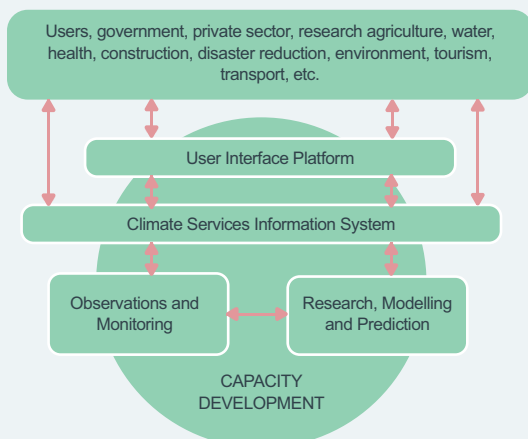 Users, government, private sector, research agriculture, water,
health, construction, disaster reduction, environment, tourism,
transport, etc.
User Interface Platform
Climate Services Information System
Observations and
Monitoring
Research, Modelling
and Prediction
CAPACITY
DEVELOPMENT